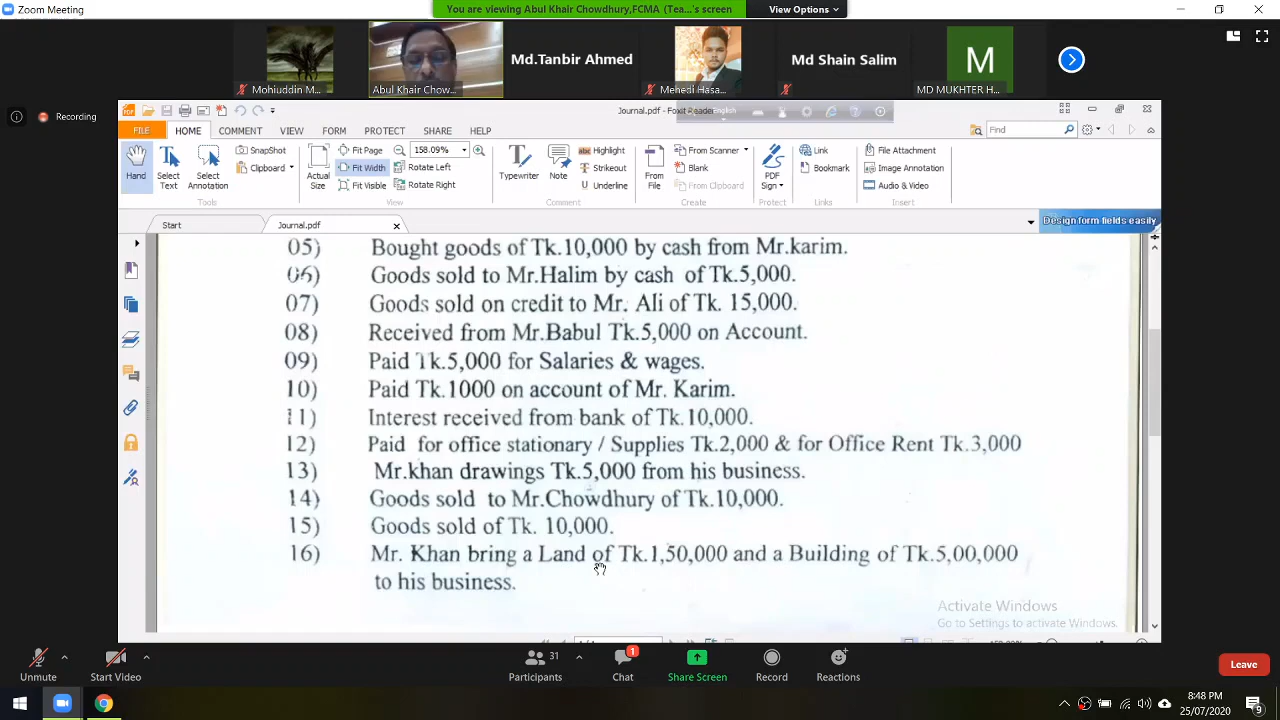 Zoom Meeting
You are viewing Abul Khair Chowdhury,FCMA (Tea...'s screen
View Options
Mohiuddin M...
Abul Khair Chow...
Md.Tanbir Ahmed
Mehedi Hasa...
Md Shain Salim
M
MD MUKHTER H...
Recording
Journal.pdf - Foxit Reader
English
FILE HOME COMMENT VIEW FORM PROTECT SHARE HELP
Find
Hand
Select Text
Select Annotation
SnapShot
Clipboard
Tools
Actual Size
Fit Page
Fit Width
Fit Visible
158.09%
Rotate Left
Rotate Right
View
Typewriter
Note
Highlight
Strikeout
Underline
Comment
From File
From Scanner
Blank
From Clipboard
Create
PDF Sign
Protect
Link
Bookmark
Links
File Attachment
Image Annotation
Audio & Video
Insert
Start
Journal.pdf
Design form fields easily
05) Bought goods of Tk.10,000 by cash from Mr.karim.
06) Goods sold to Mr.Halim by cash of Tk.5,000.
07) Goods sold on credit to Mr. Ali of Tk. 15,000.
08) Received from Mr.Babul Tk.5,000 on Account.
09) Paid Tk.5,000 for Salaries & wages.
10) Paid Tk.1000 on account of Mr. Karim.
11) Interest received from bank of Tk.10,000.
12) Paid for office stationary / Supplies Tk.2,000 & for Office Rent Tk.3,000
13) Mr.khan drawings Tk.5,000 from his business.
14) Goods sold to Mr.Chowdhury of Tk.10,000.
15) Goods sold of Tk. 10,000.
16) Mr. Khan bring a Land of Tk.1,50,000 and a Building of Tk.5,00,000
to his business.
Activate Windows
Go to Settings to activate Windows.
Unmute
Start Video
31
Participants
1
Chat
Share Screen
Record
Reactions
Leave
8:48 PM
25/07/2020
9